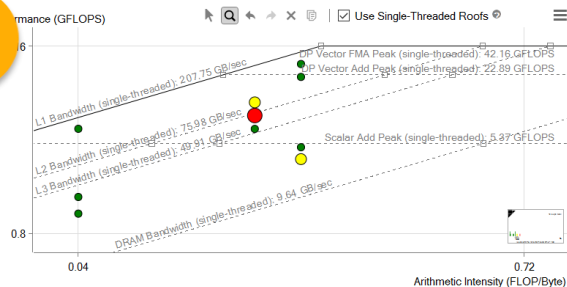 rmance (GFLOPS)
Use Single-Threaded Roofs
6
DP Vector FMA Peak (single-threaded): 42.16 GFLOPS
DP Vector Add Peak (single-threaded): 22.89 GFLOPS
L1 Bandwidth (single-threaded): 207.75 GB/sec
L2 Bandwidth (single-threaded): 75.98 GB/sec
L3 Bandwidth (single-threaded): 49.91 GB/sec
Scalar Add Peak (single-threaded): 5.37 GFLOPS
DRAM Bandwidth (single-threaded): 9.64 GB/sec
0.8
0.04
0.72
Arithmetic Intensity (FLOP/Byte)